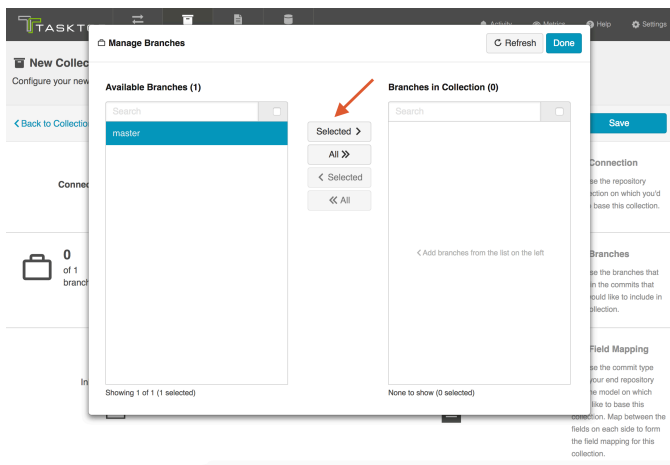 TASKT
Activity
Metrics
Help
Settings
Manage Branches
Refresh
Done
New Collec
Configure your new
Available Branches (1)
Branches in Collection (0)
Search
Search
Back to Collectio
Save
master
Selected
All
Selected
All
Connec
Connection
se the repository
ection on which you'd
base this collection.
Add branches from the list on the left
0
of 1
branch
Branches
se the branches that
in the commits that
ould like to include in
ollection.
Field Mapping
se the commit type
your end repository
e model on which
like to base this
collection. Map between the
fields on each side to form
the field mapping for this
collection.
In
Showing 1 of 1 (1 selected)
None to show (0 selected)